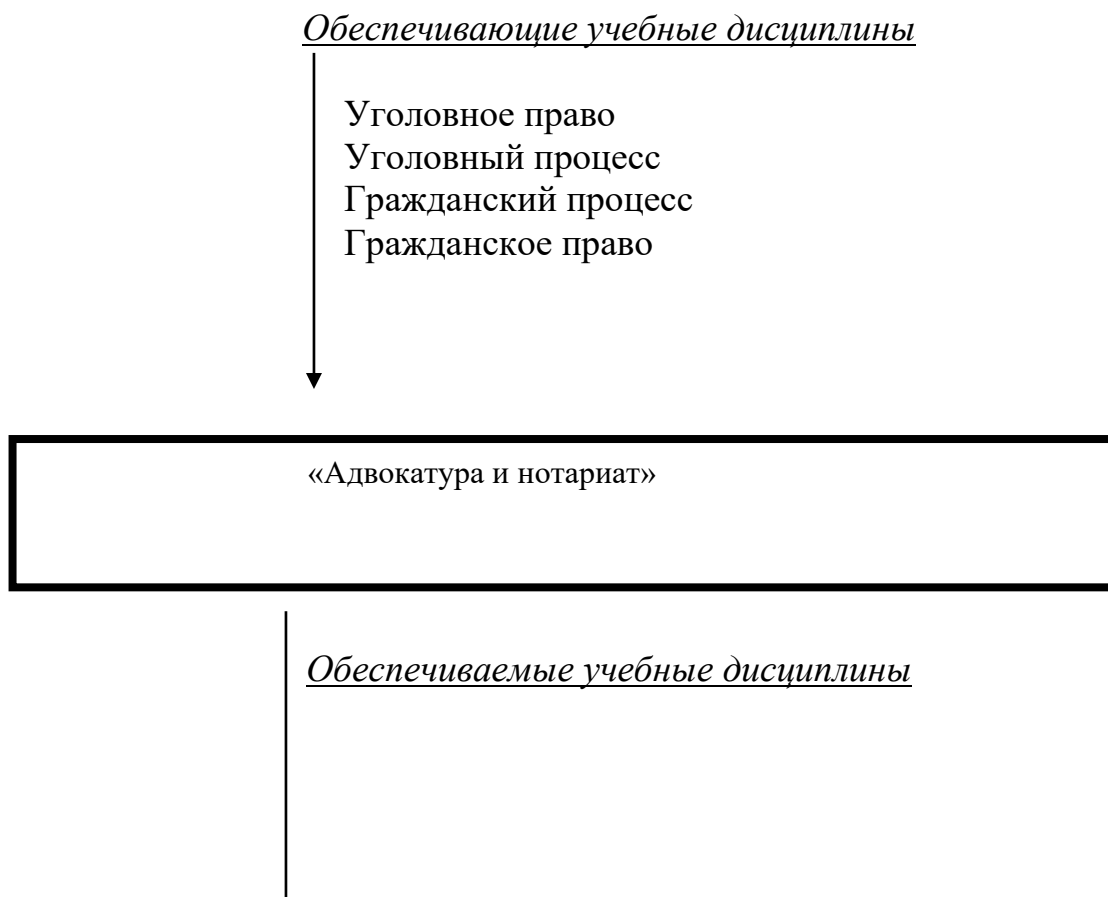 Обеспечивающие учебные дисциплины
Уголовное право
Уголовный процесс
Гражданский процесс
Гражданское право
«Адвокатура и нотариат»
Обеспечиваемые учебные дисциплины